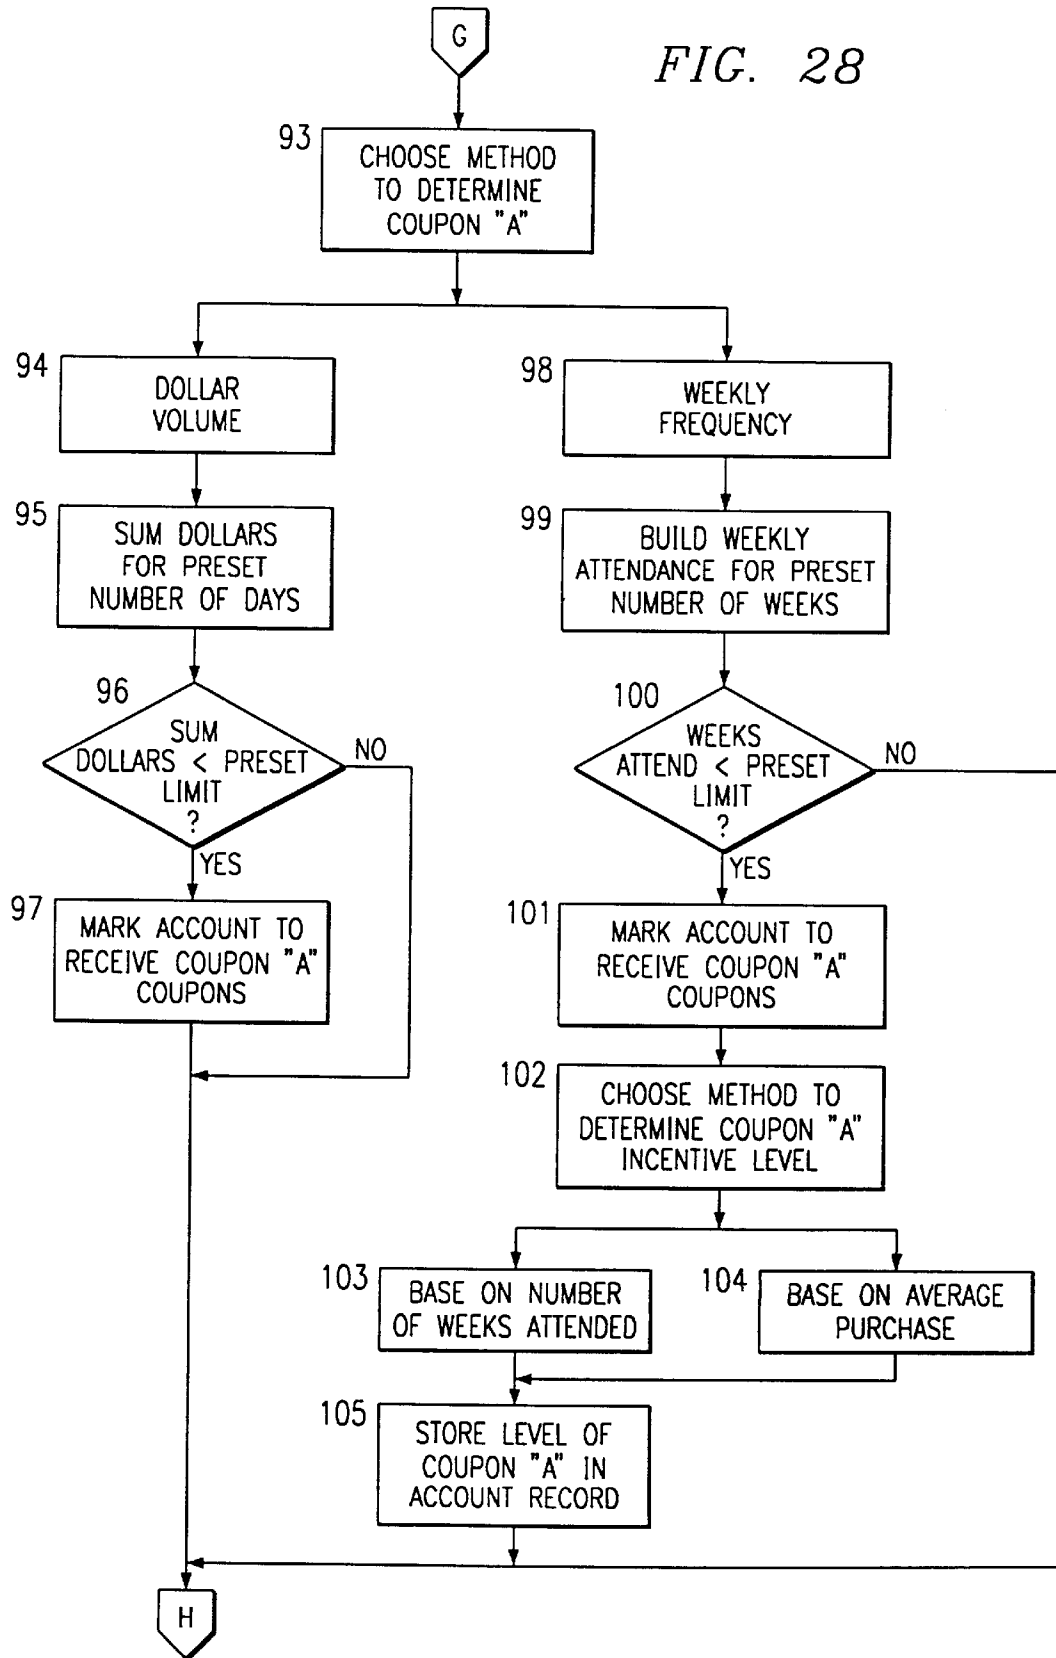 G
FIG. 28
93
CHOOSE METHOD
TO DETERMINE
COUPON "A"
94
DOLLAR
VOLUME
98
WEEKLY
FREQUENCY
95
SUM DOLLARS
FOR PRESET
NUMBER OF DAYS
99
BUILD WEEKLY
ATTENDANCE FOR PRESET
NUMBER OF WEEKS
96
SUM
DOLLARS < PRESET
LIMIT
?
NO
YES
100
WEEKS
ATTEND < PRESET
LIMIT
?
NO
YES
97
MARK ACCOUNT TO
RECEIVE COUPON "A"
COUPONS
101
MARK ACCOUNT TO
RECEIVE COUPON "A"
COUPONS
102
CHOOSE METHOD TO
DETERMINE COUPON "A"
INCENTIVE LEVEL
103
BASE ON NUMBER
OF WEEKS ATTENDED
104
BASE ON AVERAGE
PURCHASE
105
STORE LEVEL OF
COUPON "A" IN
ACCOUNT RECORD
H